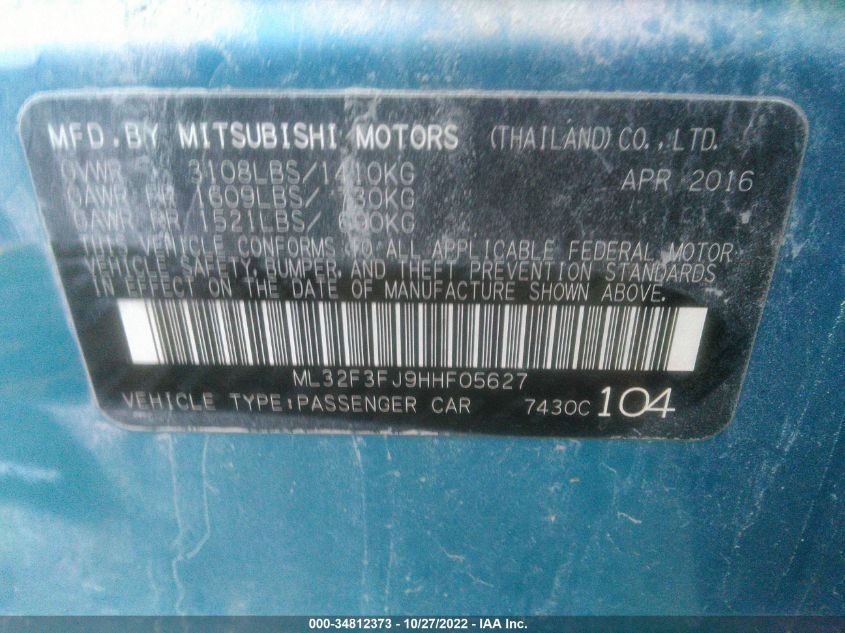 MFD.BY MITSUBISHI MOTORS (THAILAND) CO.,LTD.
GVWR 3108LBS/1410KG APR 2016
GAWR FR 1609LBS/ 730KG
GAWR RR 1521LBS/ 690KG
THIS VEHICLE CONFORMS TO ALL APPLICABLE FEDERAL MOTOR
VEHICLE SAFETY, BUMPER, AND THEFT PREVENTION STANDARDS
IN EFFECT ON THE DATE OF MANUFACTURE SHOWN ABOVE.
ML32F3FJ9HHF05627
VEHICLE TYPE:PASSENGER CAR 7430C 104
000-34812373 - 10/27/2022 - IAA Inc.